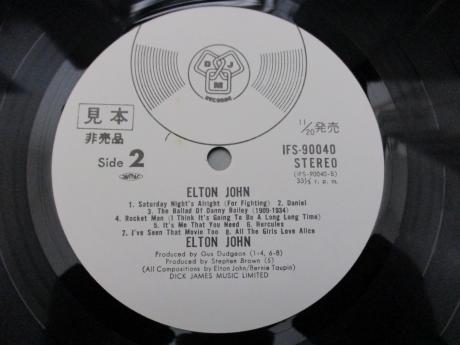 D J
M
RECORDS
見本
非売品
Side 2
11/20発売
IFS-90040
STEREO
(IFS-90040-B)
33⅓ r. p. m.
ELTON JOHN
1. Saturday Night's Alright (For Fighting) 2. Daniel
3. The Ballad Of Danny Bailey (1909-1934)
4. Rocket Man (I Think It's Going To Be A Long Long Time)
5. It's Me That You Need 6. Hercules
7. I've Seen That Movie Too 8. All The Girls Love Alice
ELTON JOHN
Produced by Gus Dudgeon (1-4, 6-8)
Produced by Stephen Brown (5)
(All Compositions by Elton John/Bernie Taupin)
DICK JAMES MUSIC LIMITED